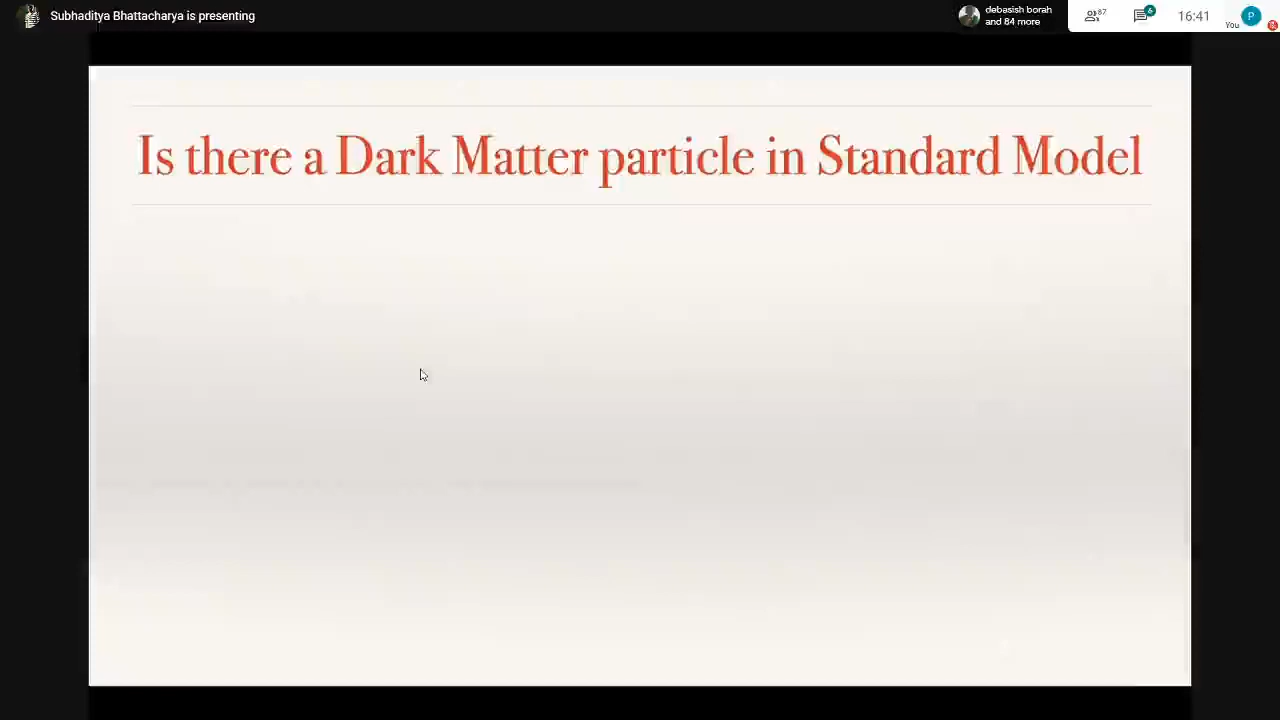 Subhaditya Bhattacharya is presenting
debasish borah
and 84 more
87
6
16:41
You
P
Is there a Dark Matter particle in Standard Model